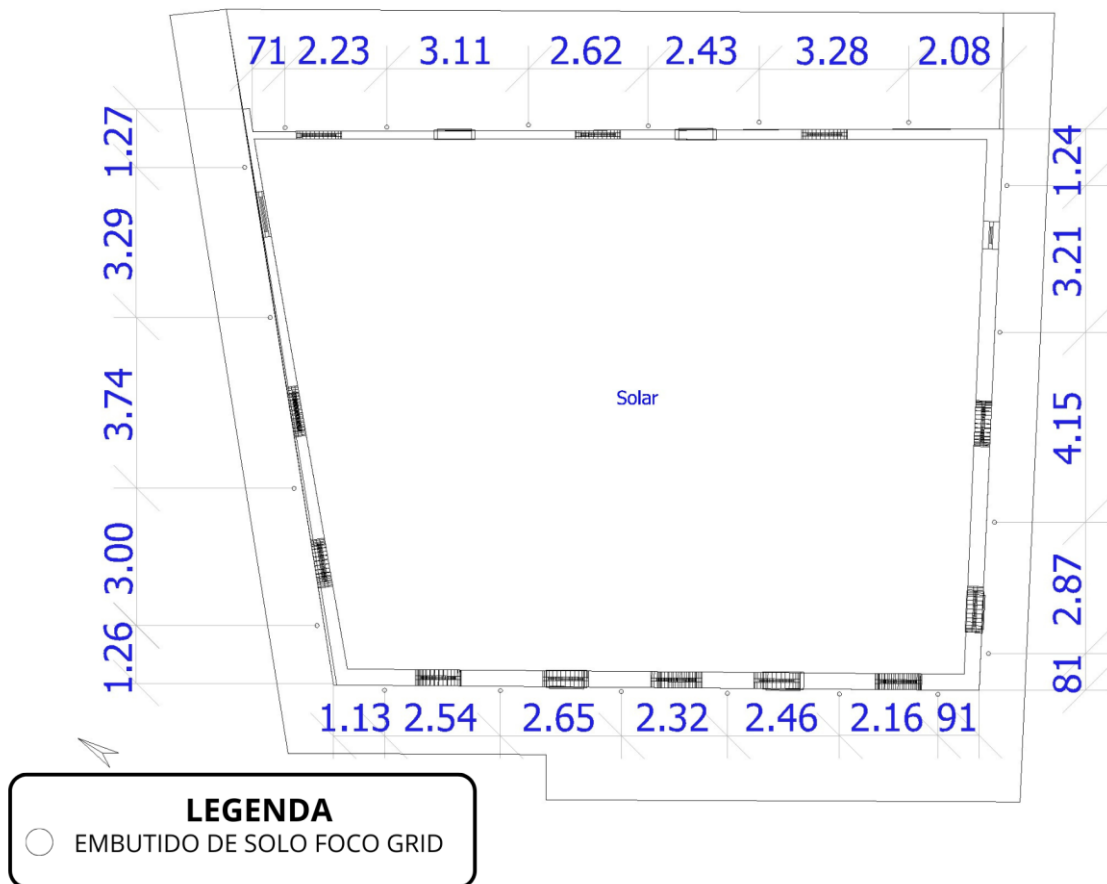 71 2.23 3.11 2.62 2.43 3.28 2.08
1.27
3.29
3.74
3.00
1.26
1.24
3.21
4.15
2.87
81
Solar
1.13 2.54 2.65 2.32 2.46 2.16 91
LEGENDA
EMBUTIDO DE SOLO FOCO GRID